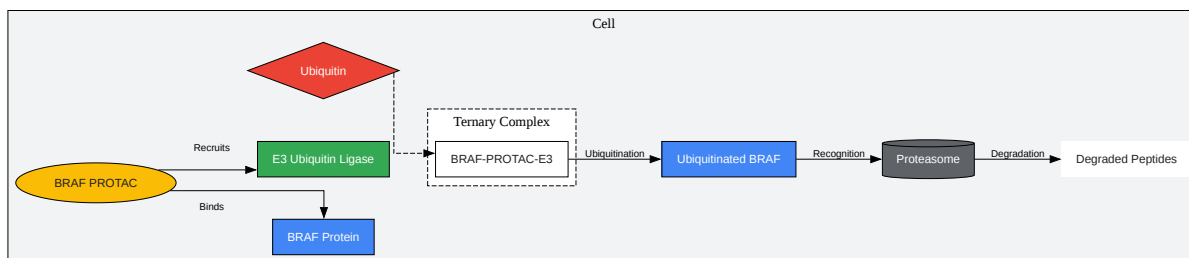 Cell
Ubiquitin
Ternary Complex
Recruits
E3 Ubiquitin Ligase
BRAF-PROTAC-E3
Ubiquitination
Ubiquitinated BRAF
Recognition
Proteasome
Degradation
Degraded Peptides
BRAF PROTAC
Binds
BRAF Protein